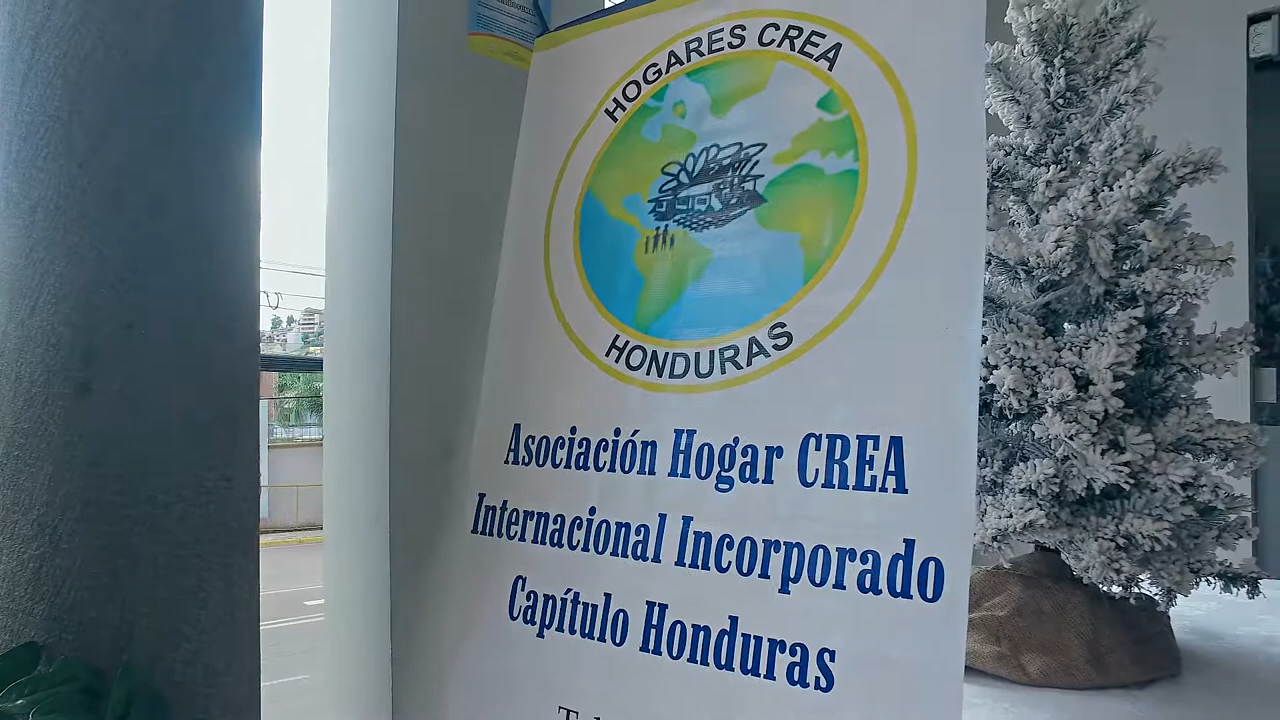 HOGARES CREA
HONDURAS
Asociación Hogar CREA
Internacional Incorporado
Capítulo Honduras